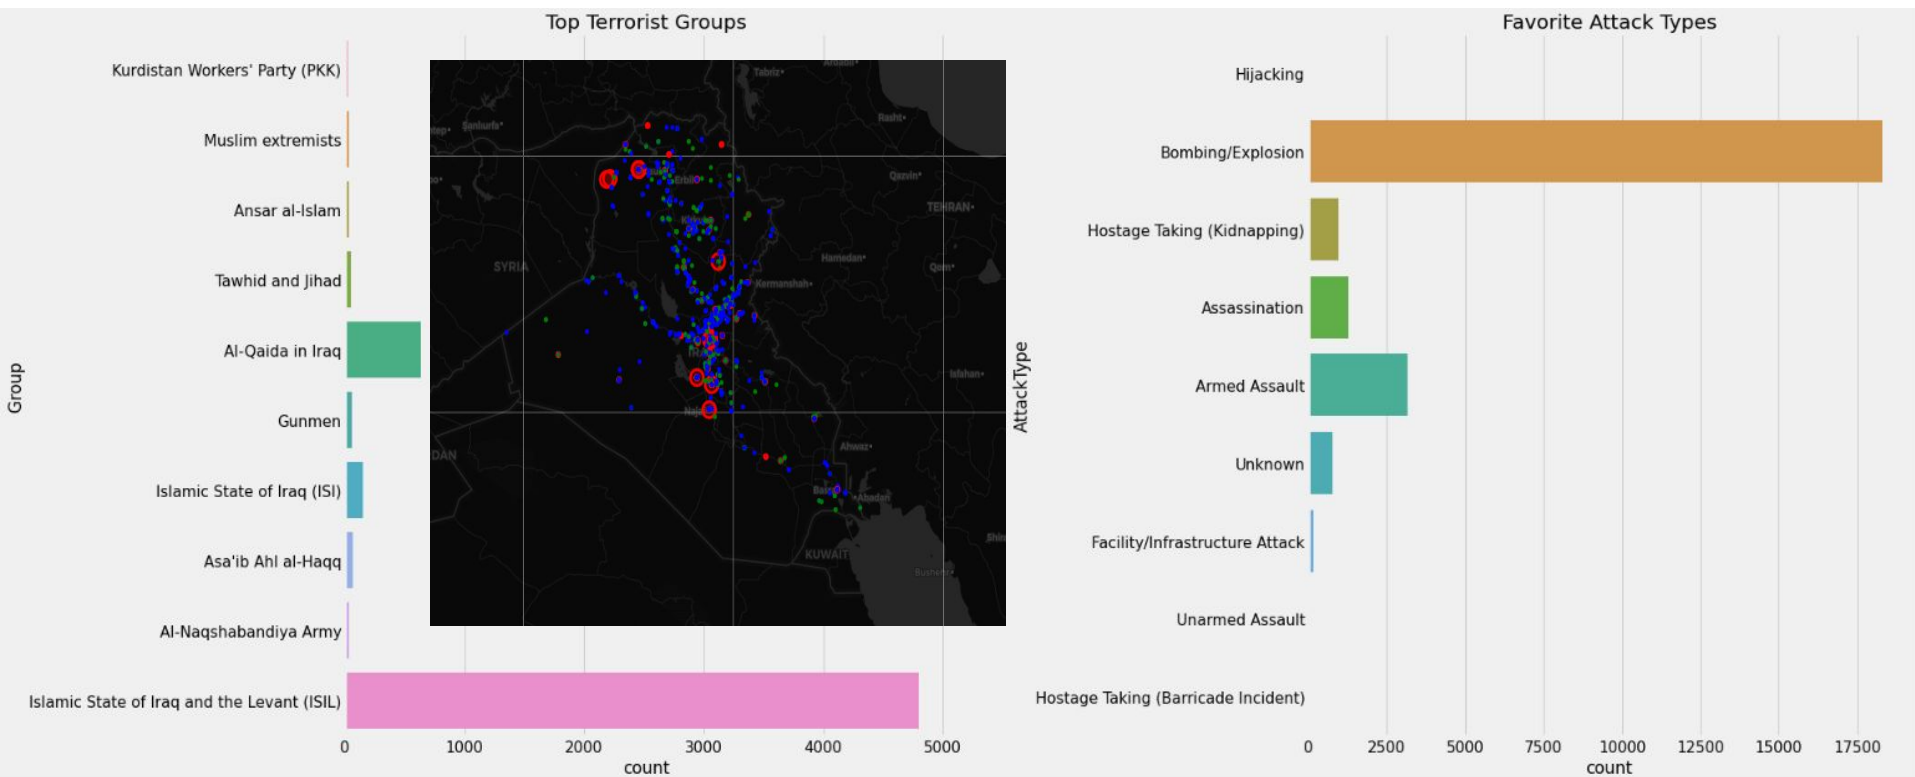 Top Terrorist Groups
Group
Kurdistan Workers' Party (PKK)
Muslim extremists
Ansar al-Islam
Tawhid and Jihad
Al-Qaida in Iraq
Gunmen
Islamic State of Iraq (ISI)
Asa'ib Ahl al-Haqq
Al-Naqshabandiya Army
Islamic State of Iraq and the Levant (ISIL)
0 1000 2000 3000 4000 5000
count
Tabriz
Sanliurfa
Rasht
Erbil
Qazvin
TEHRAN
SYRIA
Hamedan
Qom
Kermanshah
Isfahan
Ahwaz
Abadan
KUWAIT
Favorite Attack Types
AttackType
Hijacking
Bombing/Explosion
Hostage Taking (Kidnapping)
Assassination
Armed Assault
Unknown
Facility/Infrastructure Attack
Unarmed Assault
Hostage Taking (Barricade Incident)
0 2500 5000 7500 10000 12500 15000 17500
count